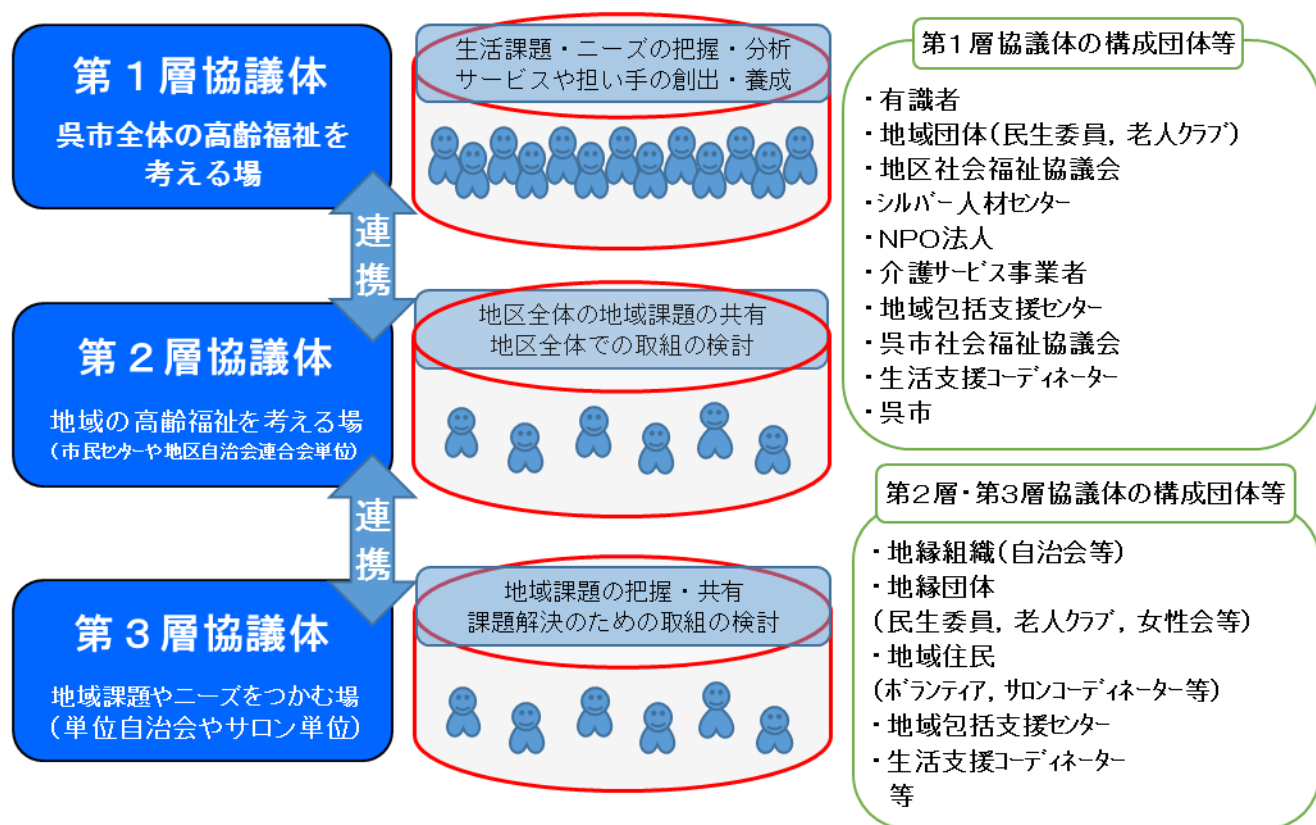 第１層協議体
呉市全体の高齢福祉を
考える場
生活課題・ニーズの把握・分析
サービスや担い手の創出・養成
連
携
第２層協議体
地域の高齢福祉を考える場
(市民センターや地区自治会連合会単位)
地区全体の地域課題の共有
地区全体での取組の検討
連
携
第３層協議体
地域課題やニーズをつかむ場
(単位自治会やサロン単位)
地域課題の把握・共有
課題解決のための取組の検討
第１層協議体の構成団体等
・有識者
・地域団体(民生委員, 老人クラブ)
・地区社会福祉協議会
・シルバー人材センター
・NPO法人
・介護サービス事業者
・地域包括支援センター
・呉市社会福祉協議会
・生活支援コーディネーター
・呉市
第２層・第３層協議体の構成団体等
・地縁組織(自治会等)
・地縁団体
(民生委員, 老人クラブ, 女性会等)
・地域住民
(ボランティア, サロンコーディネーター等)
・地域包括支援センター
・生活支援コーディネーター
等